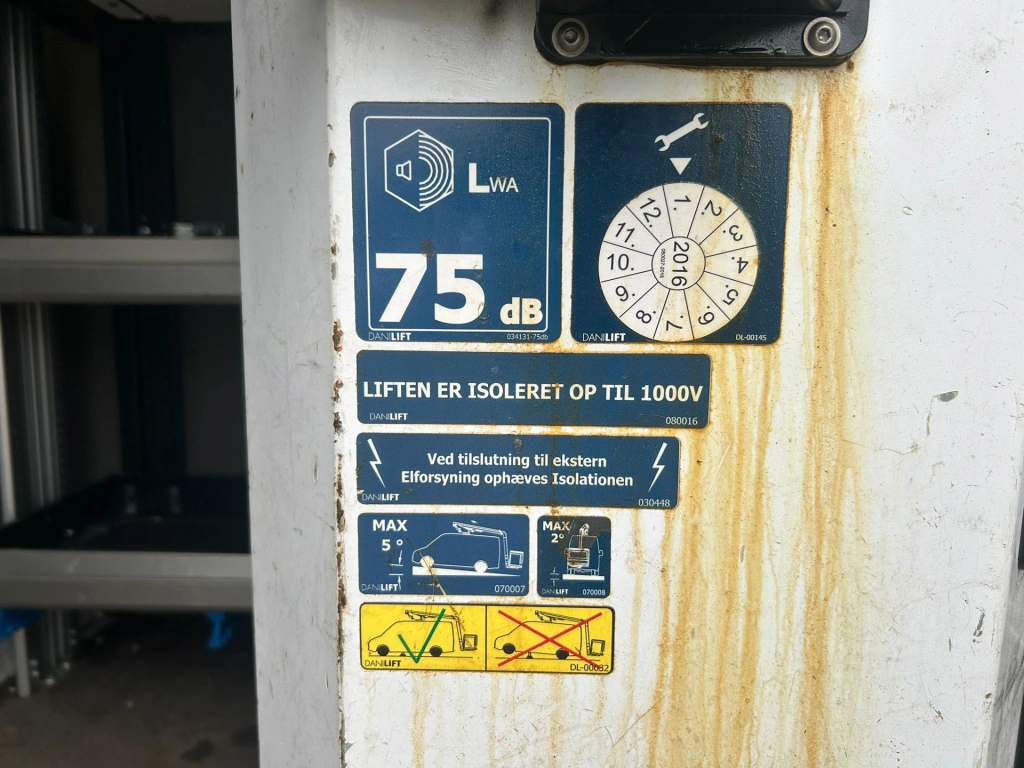 LWA
75 dB
DANILIFT
034131-75db
1. 2. 3. 4. 5. 6. 7. 8. 9. 10. 11. 12.
2016
DANILIFT
DL-00145
LIFTEN ER ISOLERET OP TIL 1000V
DANILIFT
080016
Ved tilslutning til ekstern
Elforsyning ophæves Isolationen
DANILIFT
030448
MAX
5 °
DANILIFT
070007
MAX
2°
DANILIFT
070008
DANILIFT
DL-00032